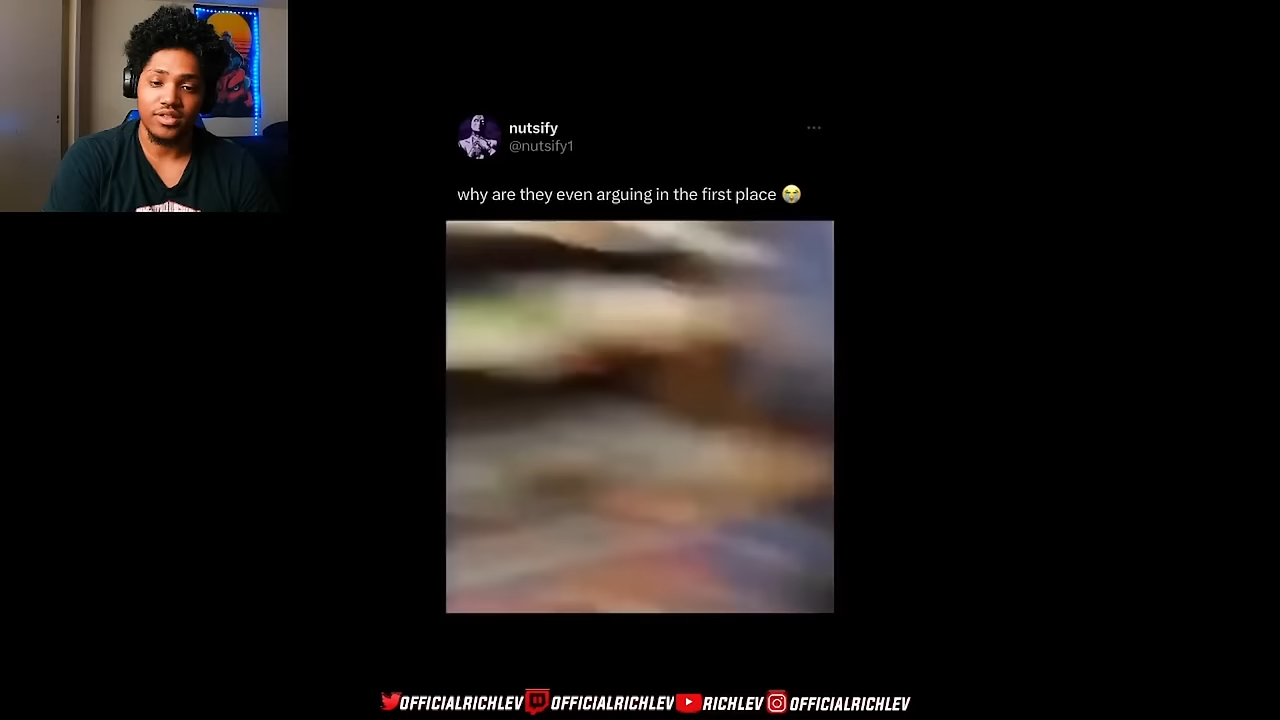 nutsify
@nutsify1
why are they even arguing in the first place 😭
OFFICIALRICHLEV OFFICIALRICHLEV RICHLEV OFFICIALRICHLEV